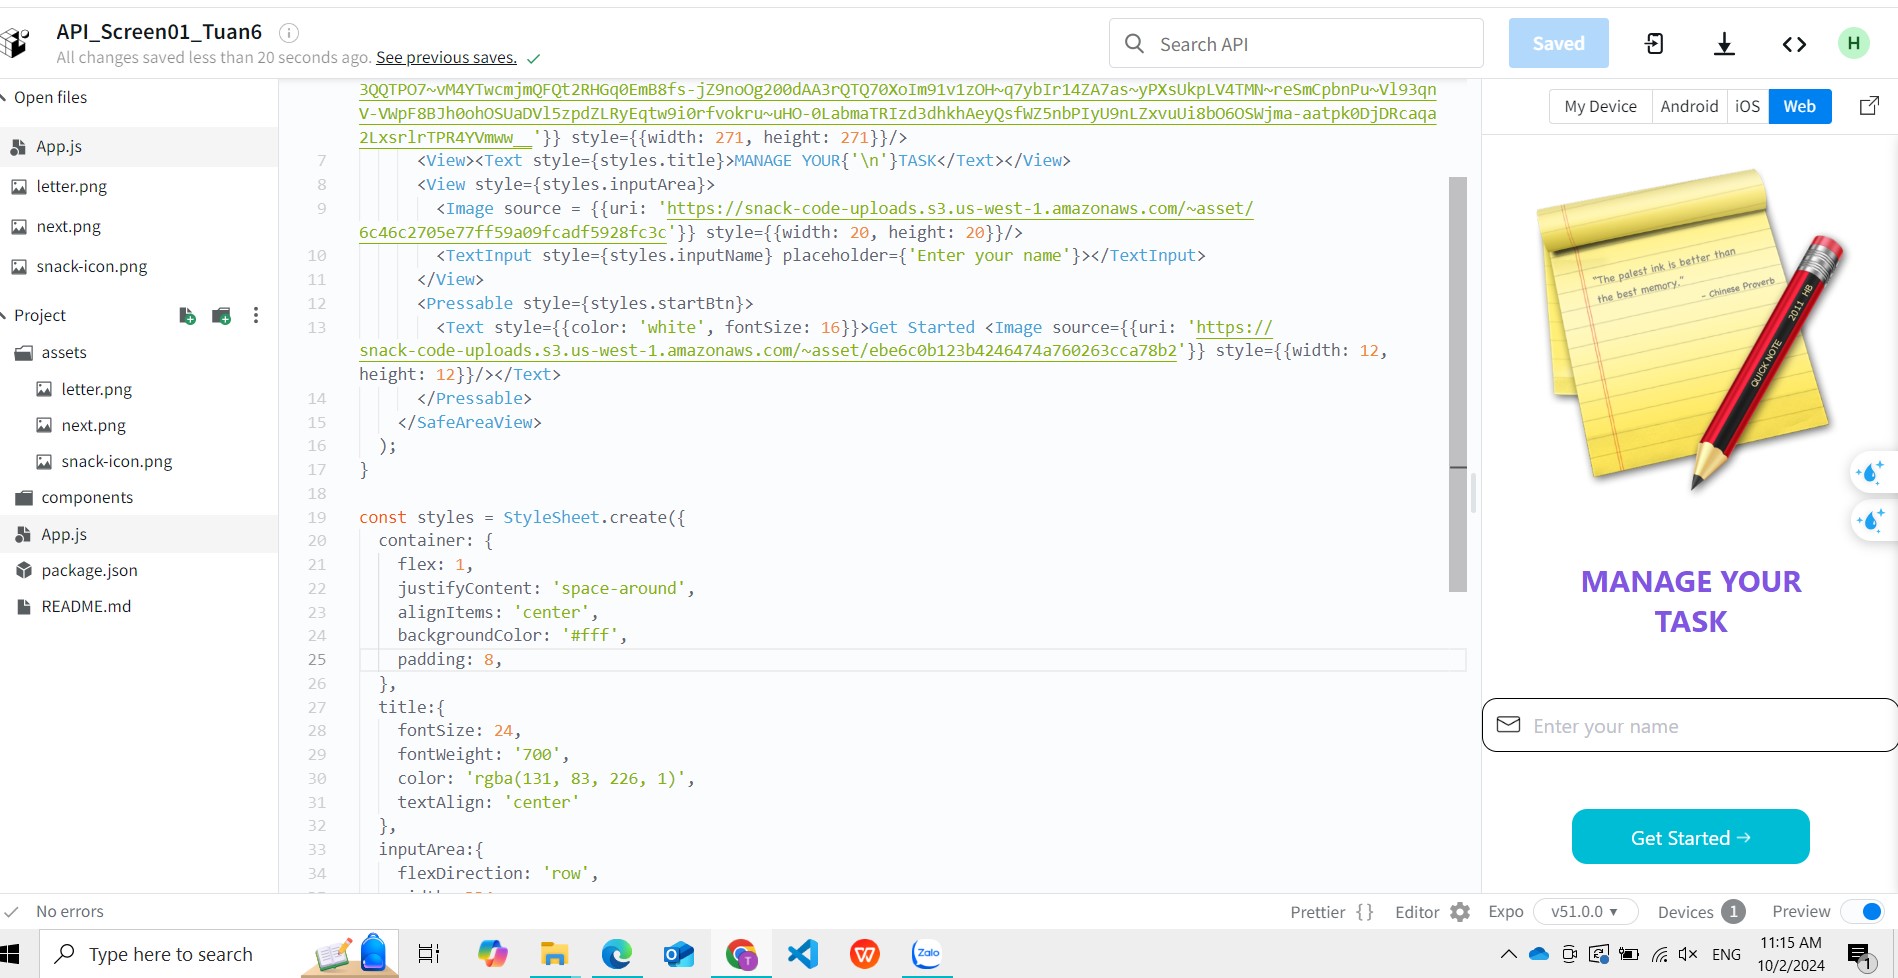 API_Screen01_Tuan6
All changes saved less than 20 seconds ago. See previous saves.
Search API
Saved
H
Open files
App.js
letter.png
next.png
snack-icon.png
Project
assets
letter.png
next.png
snack-icon.png
components
App.js
package.json
README.md
3QQTPO7~vM4YTwcmjmQFQt2RHGq0EmB8fs-jZ9noOg200dAA3rQTQ70XoIm91v1zOH~q7ybIr14ZA7as~yPXsUkpLV4TMN~reSmCpbnPu~Vl93qn
V-VWpF8BJh0ohOSUaDVl5zpdZLRyEqtw9i0rfvokru~uHO-0LabmaTRIzd3dhkhAeyQsfWZ5nbPIyU9nLZxvuUi8bO6OSWjma-aatpk0DjDRcaqa
2LxsrlrTPR4YVmww__'}} style={{width: 271, height: 271}}/>
7 <View><Text style={styles.title}>MANAGE YOUR{'\n'}TASK</Text></View>
8 <View style={styles.inputArea}>
9 <Image source = {{uri: 'https://snack-code-uploads.s3.us-west-1.amazonaws.com/~asset/
6c46c2705e77ff59a09fcadf5928fc3c'}} style={{width: 20, height: 20}}/>
10 <TextInput style={styles.inputName} placeholder={'Enter your name'}></TextInput>
11 </View>
12 <Pressable style={styles.startBtn}>
13 <Text style={{color: 'white', fontSize: 16}}>Get Started <Image source={{uri: 'https://
snack-code-uploads.s3.us-west-1.amazonaws.com/~asset/ebe6c0b123b4246474a760263cca78b2'}} style={{width: 12,
height: 12}}/></Text>
14 </Pressable>
15 </SafeAreaView>
16 );
17 }
18
19 const styles = StyleSheet.create({
20 container: {
21 flex: 1,
22 justifyContent: 'space-around',
23 alignItems: 'center',
24 backgroundColor: '#fff',
25 padding: 8,
26 },
27 title:{
28 fontSize: 24,
29 fontWeight: '700',
30 color: 'rgba(131, 83, 226, 1)',
31 textAlign: 'center'
32 },
33 inputArea:{
34 flexDirection: 'row',
My Device
Android
iOS
Web
"The palest ink is better than
the best memory."
- Chinese Proverb
QUICK NOTE
2011 HB
MANAGE YOUR
TASK
Enter your name
Get Started →
No errors
Prettier {}
Editor
Expo
v51.0.0
Devices 1
Preview
Type here to search
T
W
Zalo
ENG
11:15 AM
10/2/2024
1